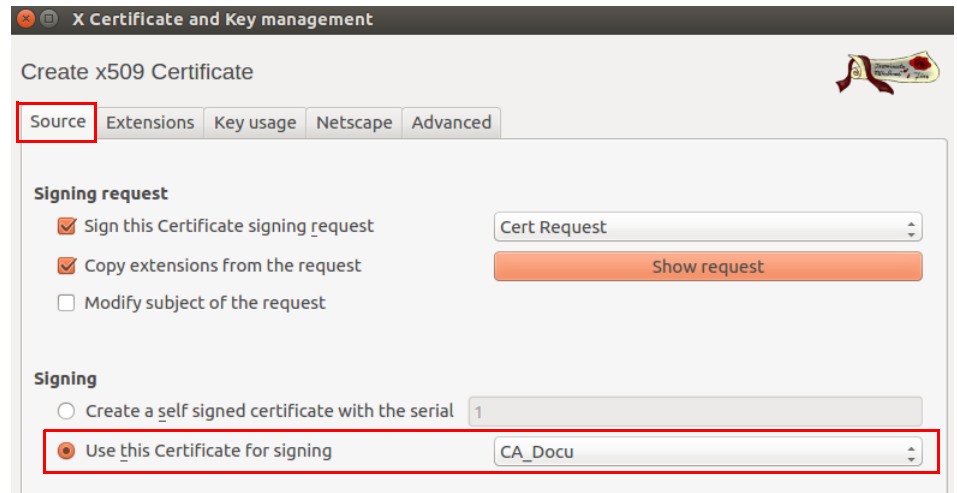 X Certificate and Key management
Create x509 Certificate
Source Extensions Key usage Netscape Advanced
Signing request
Sign this Certificate signing request Cert Request
Copy extensions from the request Show request
Modify subject of the request
Signing
Create a self signed certificate with the serial 1
Use this Certificate for signing CA_Docu